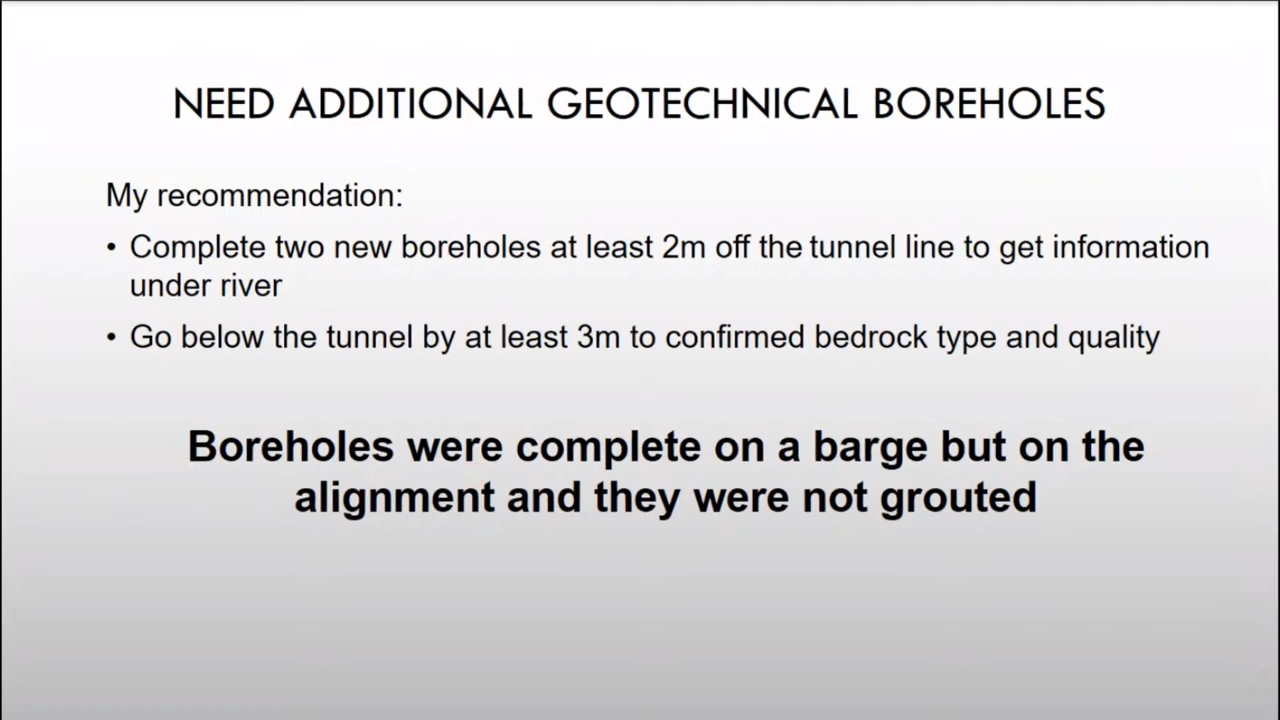 NEED ADDITIONAL GEOTECHNICAL BOREHOLES
My recommendation:
• Complete two new boreholes at least 2m off the tunnel line to get information
under river
• Go below the tunnel by at least 3m to confirmed bedrock type and quality
Boreholes were complete on a barge but on the
alignment and they were not grouted